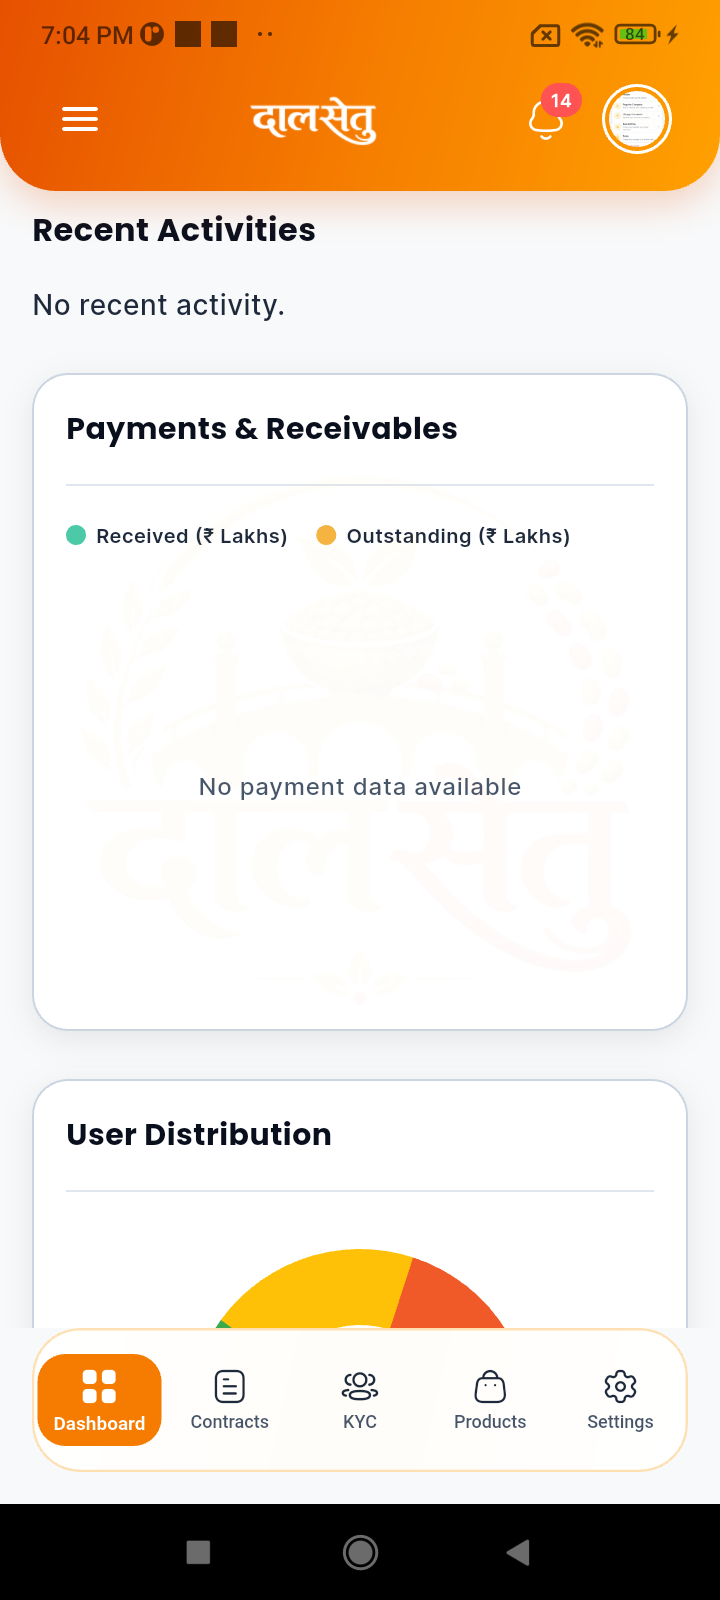 7:04 PM
84
दालसेतु
14
Recent Activities
No recent activity.
Payments & Receivables
Received (₹ Lakhs)
Outstanding (₹ Lakhs)
No payment data available
दालसेतु
User Distribution
Dashboard
Contracts
KYC
Products
Settings